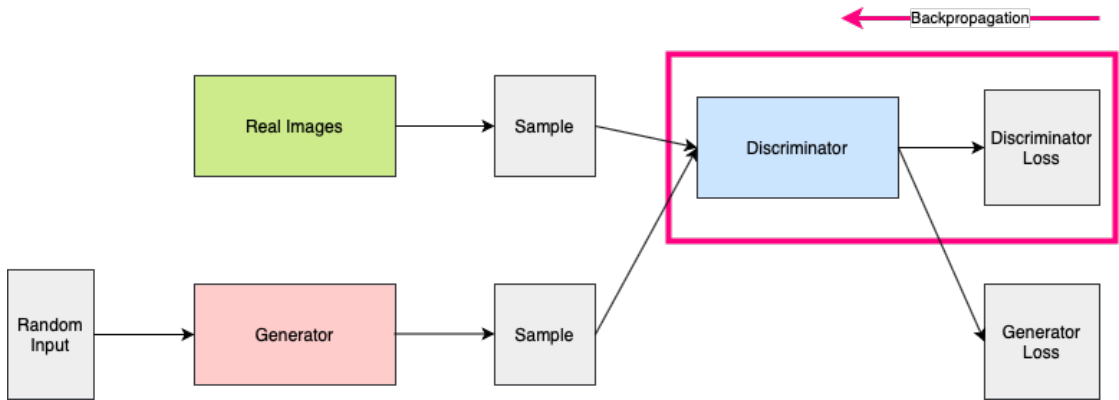 Backpropagation
Real Images
Sample
Discriminator
Discriminator
Loss
Random
Input
Generator
Sample
Generator
Loss